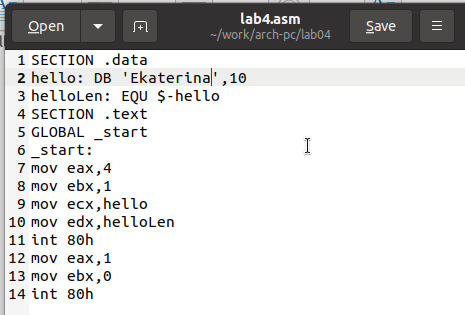 Open
lab4.asm
~/work/arch-pc/lab04
Save
1 SECTION .data
2 hello: DB 'Ekaterina',10
3 helloLen: EQU $-hello
4 SECTION .text
5 GLOBAL _start
6 _start:
7 mov eax,4
8 mov ebx,1
9 mov ecx,hello
10 mov edx,helloLen
11 int 80h
12 mov eax,1
13 mov ebx,0
14 int 80h